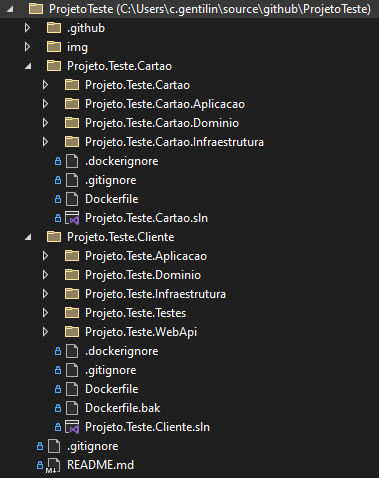 ProjetoTeste (C:\Users\c.gentilin\source\github\ProjetoTeste)
.github
img
Projeto.Teste.Cartao
Projeto.Teste.Cartao
Projeto.Teste.Cartao.Aplicacao
Projeto.Teste.Cartao.Dominio
Projeto.Teste.Cartao.Infraestrutura
.dockerignore
.gitignore
Dockerfile
Projeto.Teste.Cartao.sln
Projeto.Teste.Cliente
Projeto.Teste.Aplicacao
Projeto.Teste.Dominio
Projeto.Teste.Infraestrutura
Projeto.Teste.Testes
Projeto.Teste.WebApi
.dockerignore
.gitignore
Dockerfile
Dockerfile.bak
Projeto.Teste.Cliente.sln
.gitignore
README.md